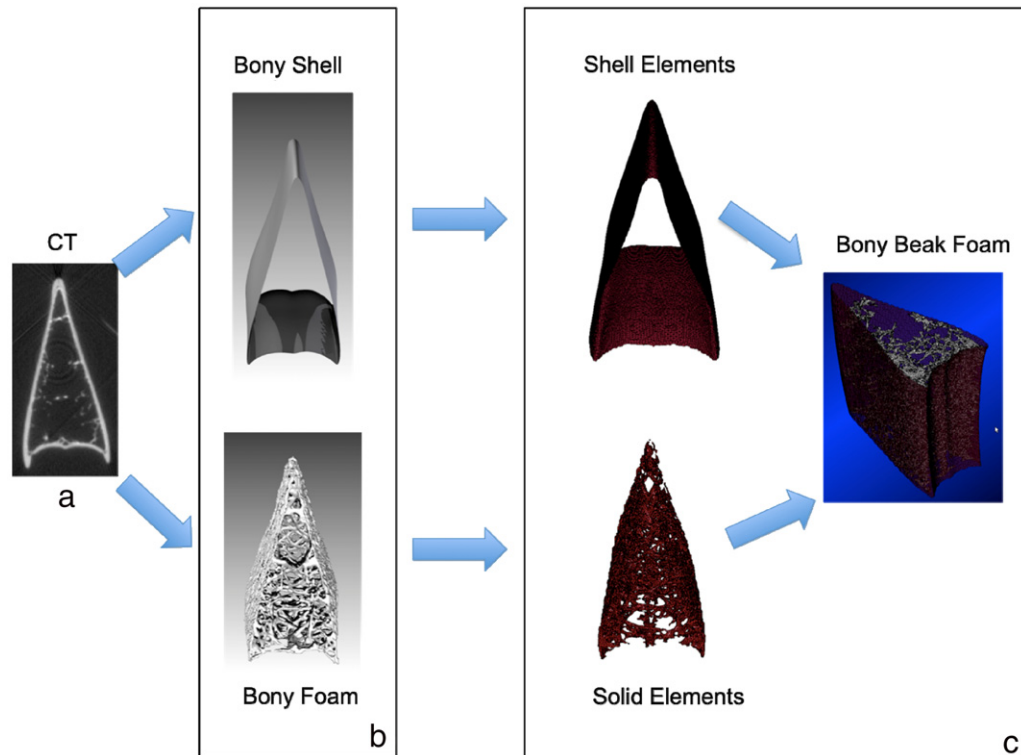 Bony Shell
Shell Elements
CT
Bony Beak Foam
a
Bony Foam
Solid Elements
b
c